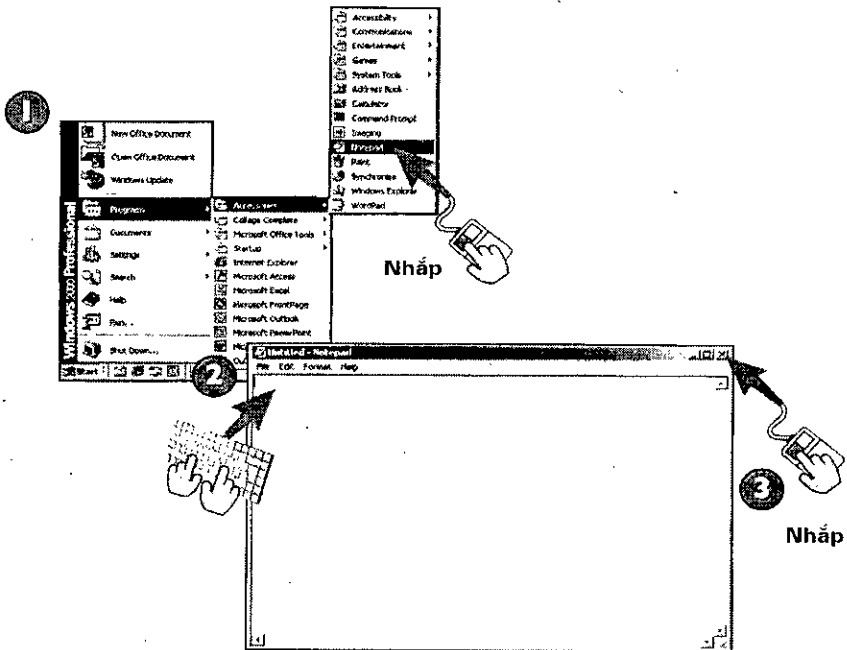 1
Accessibility
Communications
Entertainment
Games
System Tools
Address Book
Calculator
Command Prompt
Imaging
Notepad
Paint
Synchronize
Windows Explorer
WordPad
Nhắp
New Office Document
Open Office Document
Windows Update
Programs
Documents
Settings
Search
Help
Run...
Shut Down...
Windows 2000 Professional
Start
Accessories
Collage Complete
Microsoft Office Tools
Startup
Internet Explorer
Microsoft Access
Microsoft Excel
Microsoft FrontPage
Microsoft Outlook
Microsoft PowerPoint
2
Untitled - Notepad
File Edit Format Help
3
Nhắp